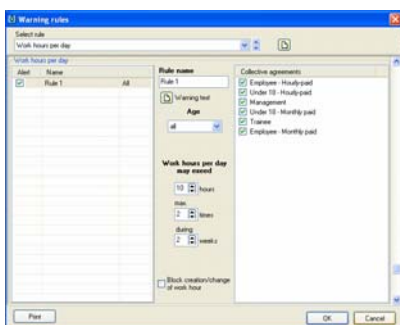 Warning rules
Select rule
Work hours per day
Work hours per day
Alert Name
Rule 1 All
Rule name
Rule 1
Warning text
Age
all
Work hours per day
may exceed
10 hours
max.
2 times
during
2 weeks
Block creation/change
of work hour
Collective agreements
Employee - Hourly-paid
Under 18 - Hourly-paid
Management
Under 18 - Monthly paid
Trainee
Employee - Monthly paid
Print
OK
Cancel